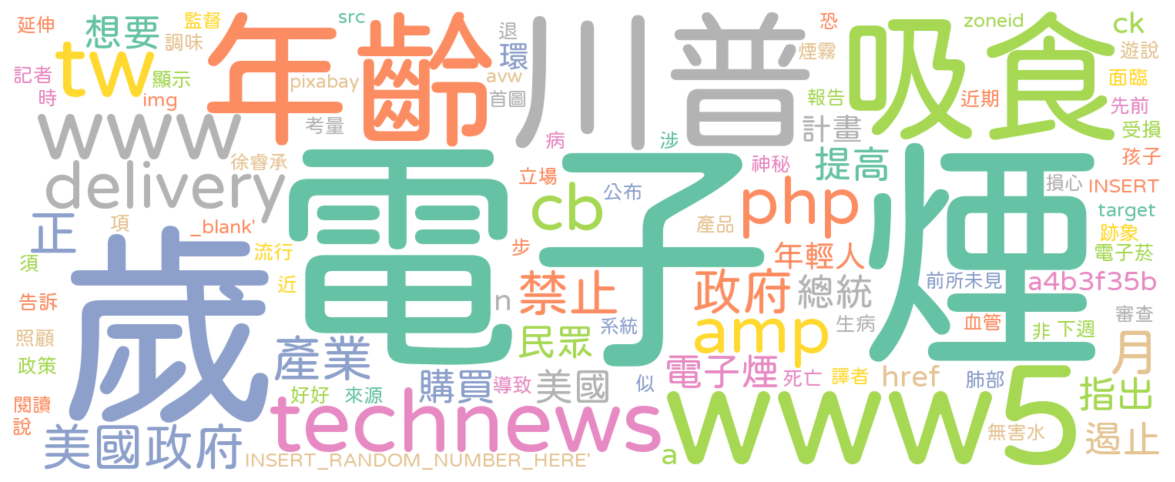 延伸
監督
想要
調味
tw
顯示
記者
時
img
www
delivery
年齡
pixabay
考量
徐睿承
src
退
環
avw
首圖
川普
病
涉
神秘
恐
煙霧
計畫
報告
吸食
zoneid
近期
ck
遊說
面臨
先前
受損
孩子
提高
損心
INSERT
target
跡象
電子菸
正
項
_blank'
流行
須
近
告訴
照顧
政策
歲
電子煙
立場
cb
公布
步
產品
php
年輕人
禁止
政府
總統
n
amp
生病
前所未見
a4b3f35b
血管
非
下週
審查
月
系統
民眾
產業
好好
來源
購買
導致
美國
似
電子煙
死亡
譯者
href
肺部
指出
閱讀
說
美國政府
technews
INSERT_RANDOM_NUMBER_HERE'
a
www
5
無害水
遏止